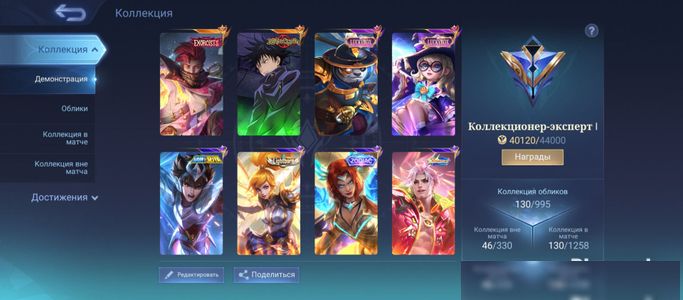 Коллекция
?
Коллекция
Демонстрация
Облики
Коллекция в
матче
Коллекция вне
матча
Достижения
EXORCISTS
Lightborn
ZODIAC
Коллекционер-эксперт I
40120/44000
Награды
Коллекция обликов
130/995
Коллекция вне
матча
46/330
Коллекция в
матче
130/1258
Редактировать
Поделиться